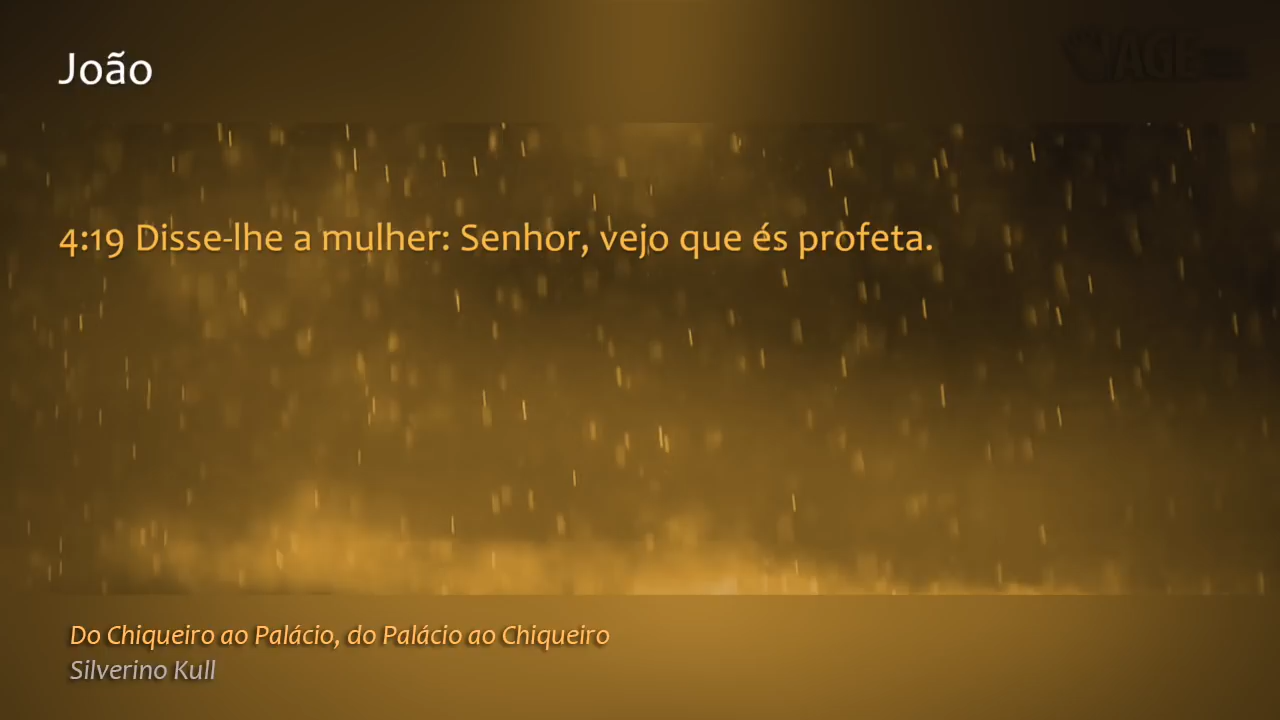 João
4:19 Disse-lhe a mulher: Senhor, vejo que és profeta.
Do Chiqueiro ao Palácio, do Palácio ao Chiqueiro
Silverino Kull